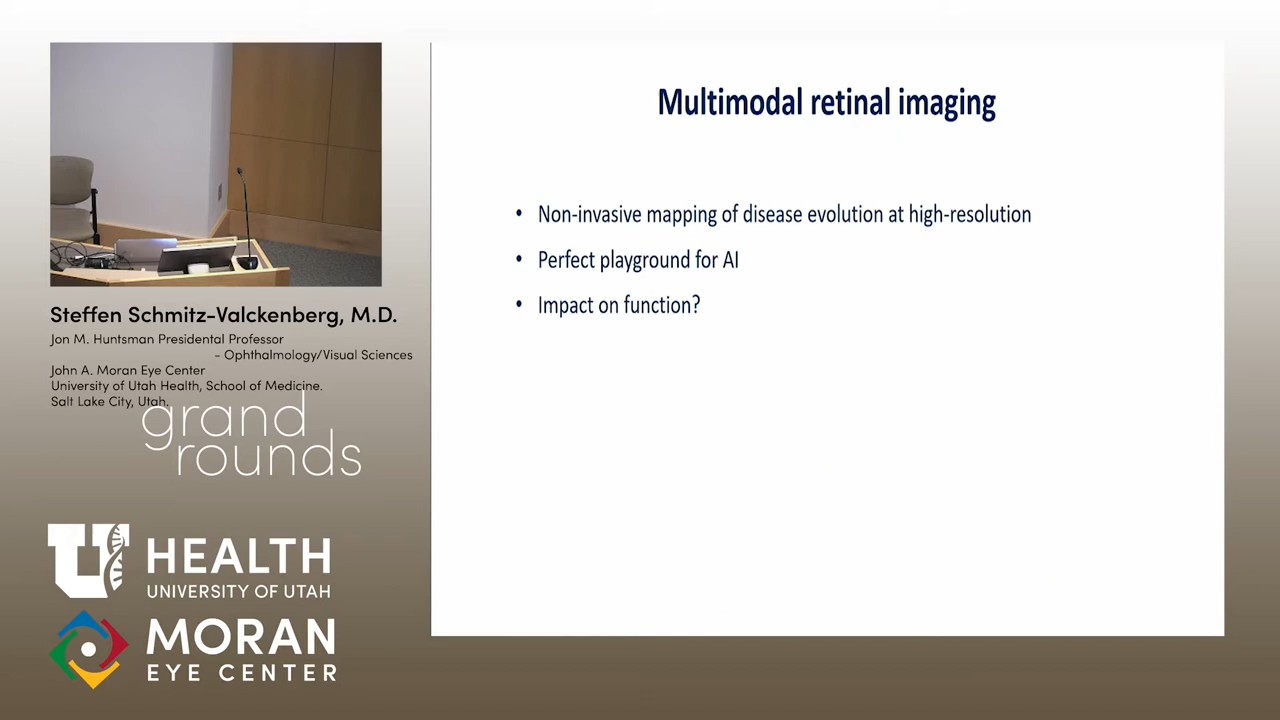 Multimodal retinal imaging
• Non-invasive mapping of disease evolution at high-resolution
• Perfect playground for AI
• Impact on function?
Steffen Schmitz-Valckenberg, M.D.
Jon M. Huntsman Presidental Professor
- Ophthalmology/Visual Sciences
John A. Moran Eye Center
University of Utah Health, School of Medicine.
Salt Lake City, Utah.
grand
rounds
U HEALTH
UNIVERSITY OF UTAH
MORAN
EYE CENTER